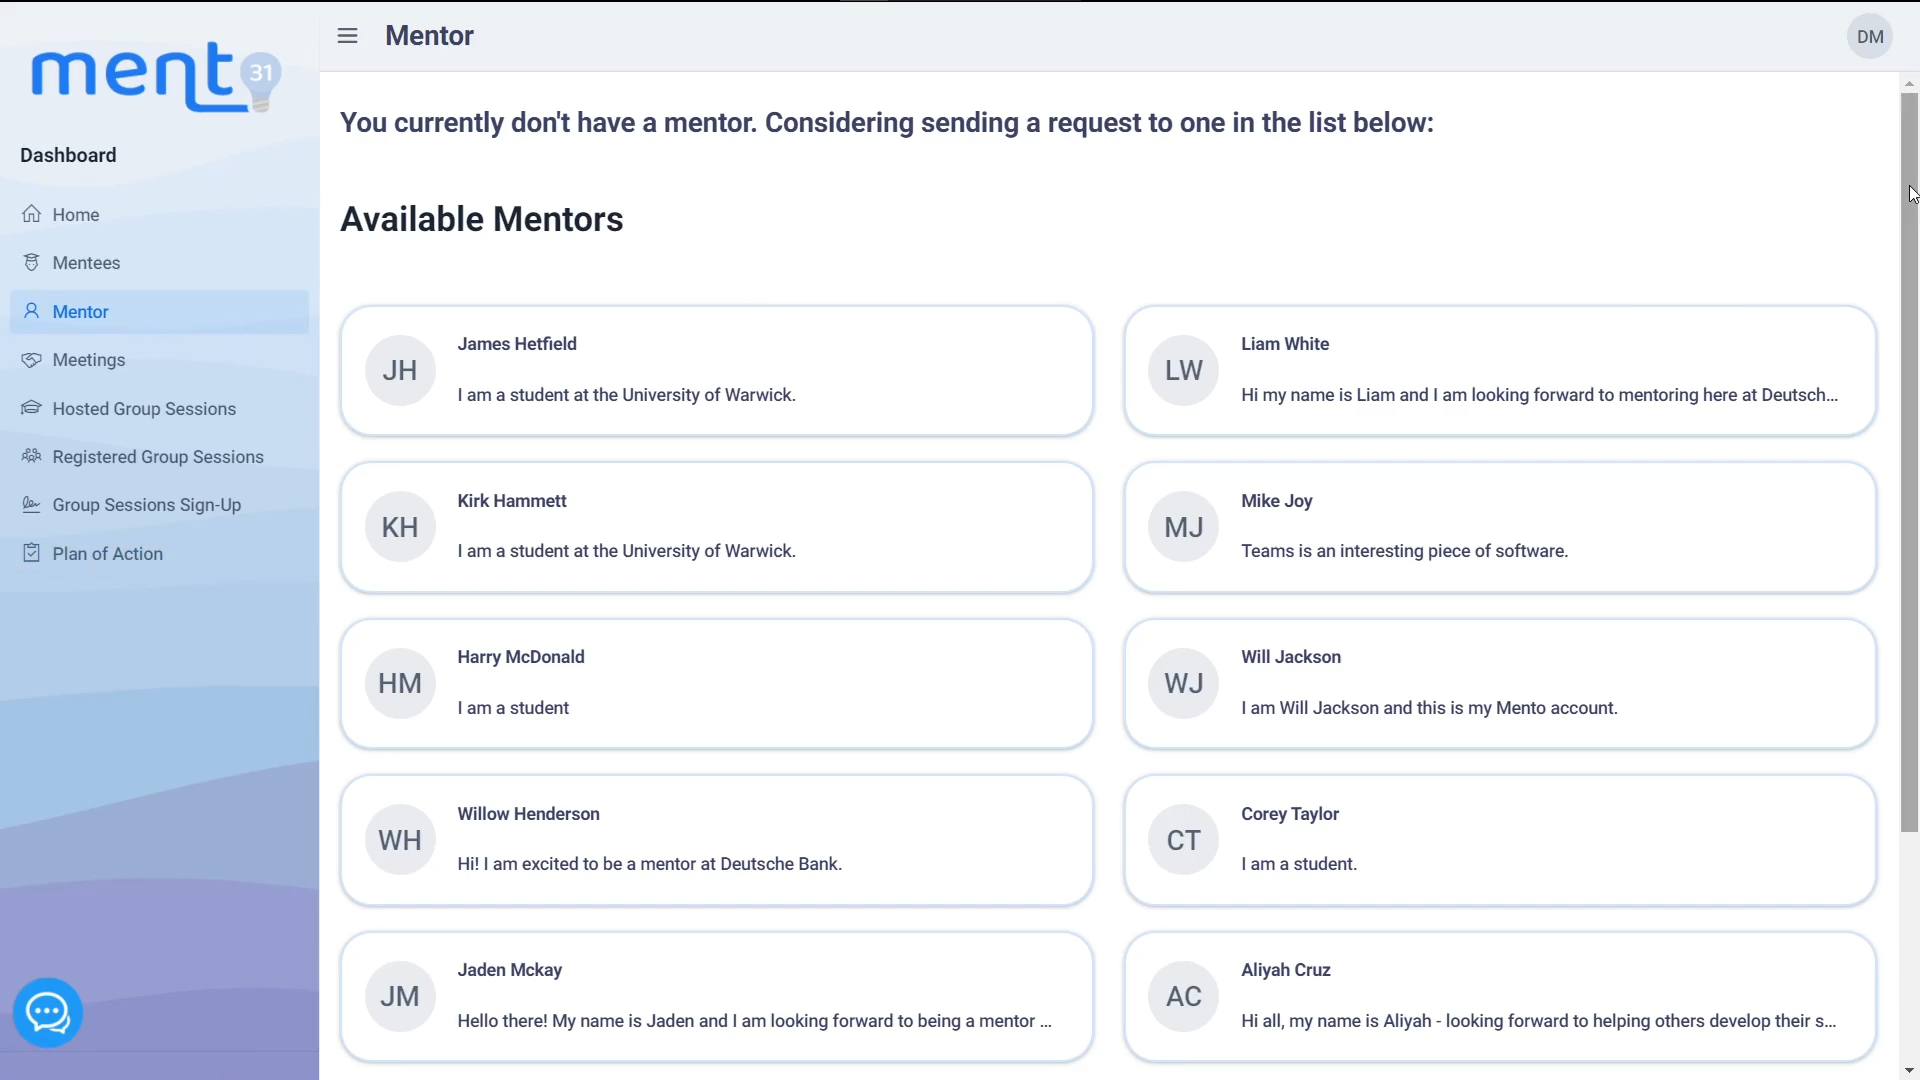 mento
31
Mentor
DM
Dashboard
Home
Mentees
Mentor
Meetings
Hosted Group Sessions
Registered Group Sessions
Group Sessions Sign-Up
Plan of Action
You currently don't have a mentor. Considering sending a request to one in the list below:
Available Mentors
JH
James Hetfield
I am a student at the University of Warwick.
LW
Liam White
Hi my name is Liam and I am looking forward to mentoring here at Deutsch...
KH
Kirk Hammett
I am a student at the University of Warwick.
MJ
Mike Joy
Teams is an interesting piece of software.
HM
Harry McDonald
I am a student
WJ
Will Jackson
I am Will Jackson and this is my Mento account.
WH
Willow Henderson
Hi! I am excited to be a mentor at Deutsche Bank.
CT
Corey Taylor
I am a student.
JM
Jaden Mckay
Hello there! My name is Jaden and I am looking forward to being a mentor ...
AC
Aliyah Cruz
Hi all, my name is Aliyah - looking forward to helping others develop their s...